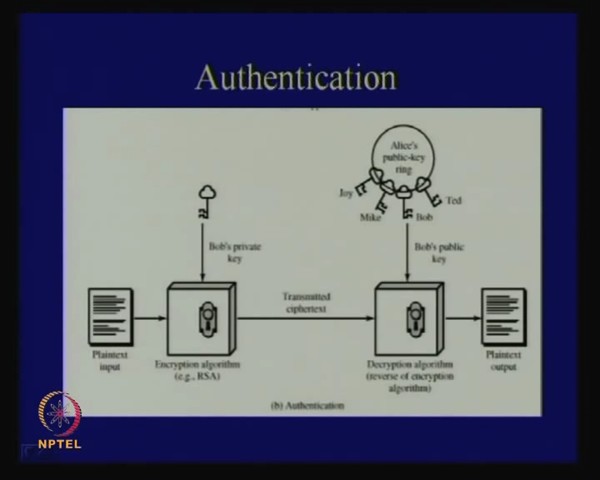 Authentication
Alice's
public-key
ring
Joy
Mike
Bob
Ted
Bob's private
key
Bob's public
key
Transmitted
ciphertext
Plaintext
input
Encryption algorithm
(e.g., RSA)
Decryption algorithm
(reverse of encryption
algorithm)
Plaintext
output
(b) Authentication
NPTEL